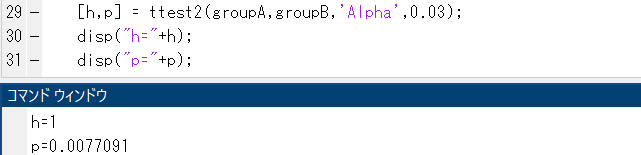 29 - [h,p] = ttest2(groupA,groupB,'Alpha',0.03);
30 - disp("h="+h);
31 - disp("p="+p);
コマンド ウィンドウ
h=1
p=0.0077091